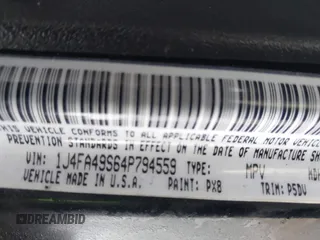 THIS VEHICLE CONFORMS TO ALL APPLICABLE FEDERAL MOTOR VEHICLE
PREVENTION STANDARDS IN EFFECT ON THE DATE OF MANUFACTURE SHOWN
VIN: 1J4FA49S64P794559 TYPE: MPV
VEHICLE MADE IN U.S.A. PAINT: PX8 TRIM: P5DV
DREAMBID